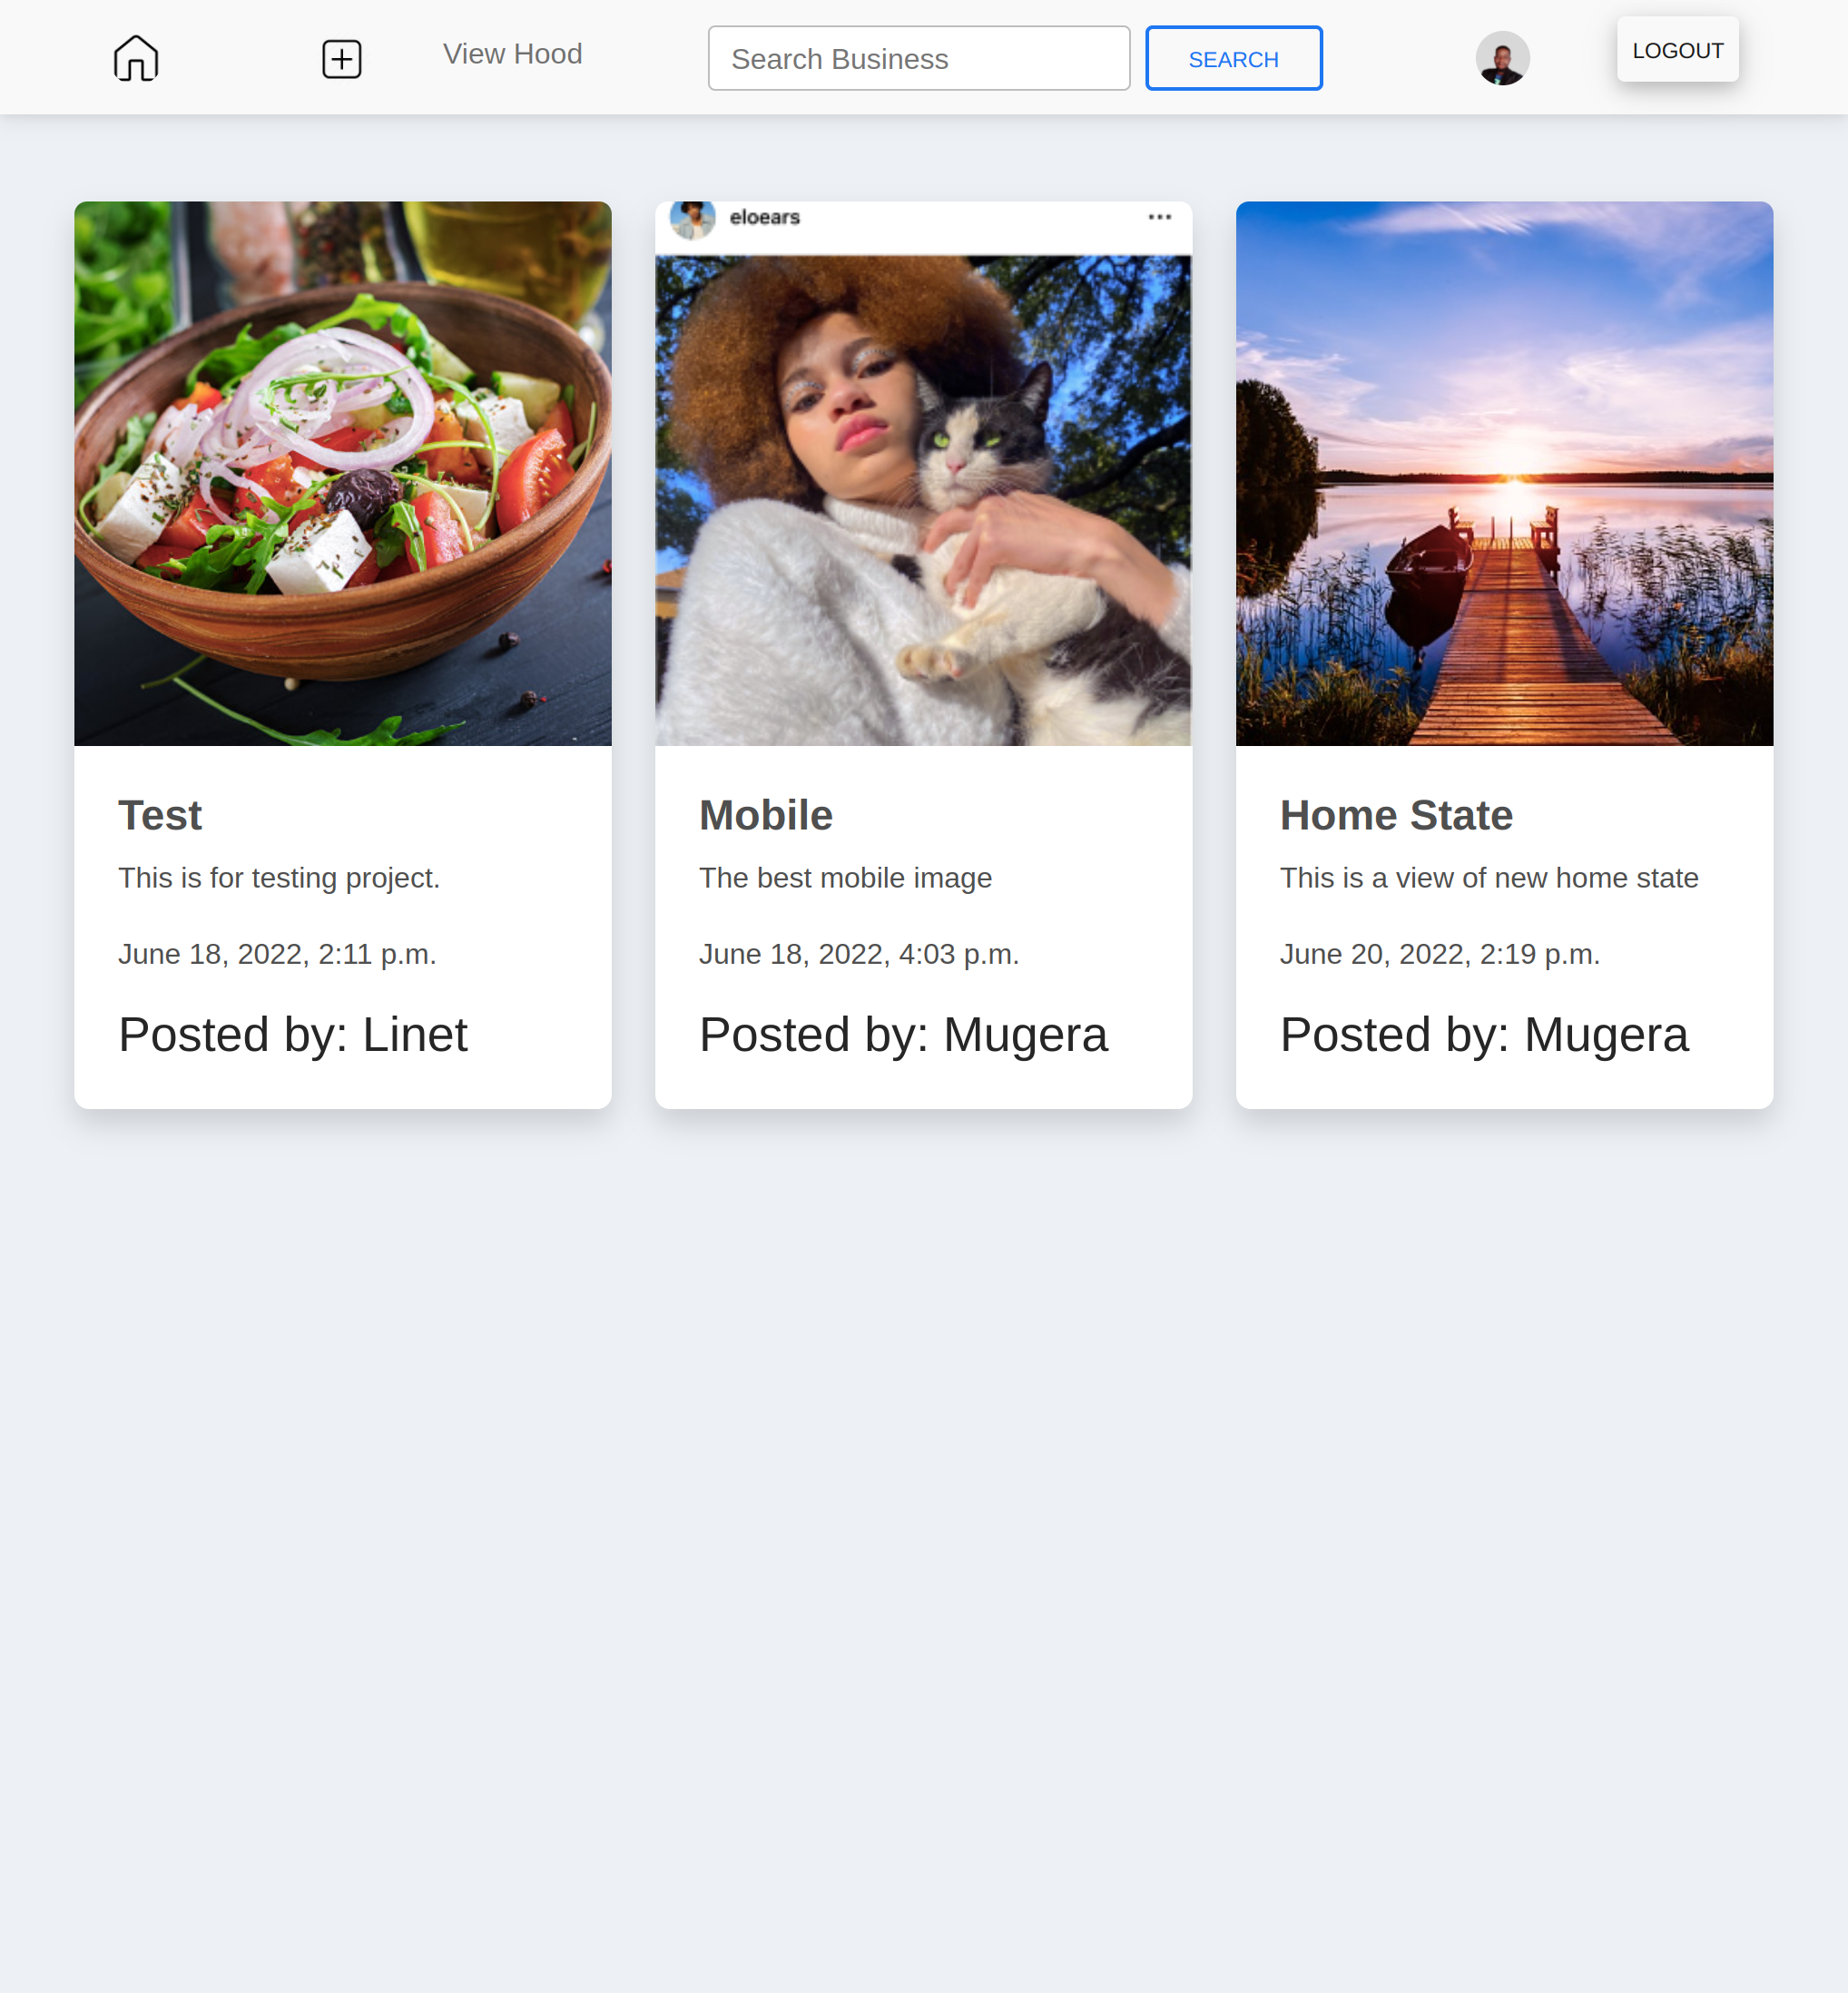 View Hood
Search Business
SEARCH
LOGOUT
eloears
Test
This is for testing project.
June 18, 2022, 2:11 p.m.
Posted by: Linet
Mobile
The best mobile image
June 18, 2022, 4:03 p.m.
Posted by: Mugera
Home State
This is a view of new home state
June 20, 2022, 2:19 p.m.
Posted by: Mugera